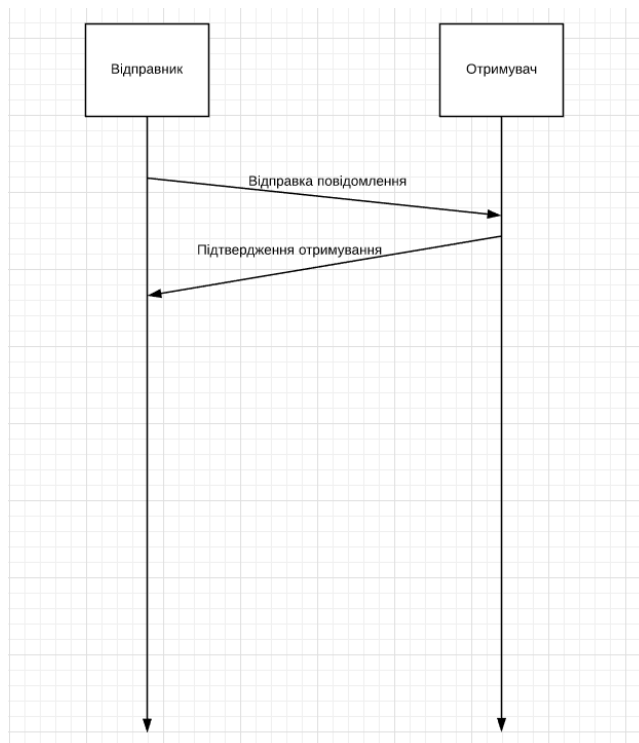 Відправник
Отримувач
Відправка повідомлення
Підтвердження отримування